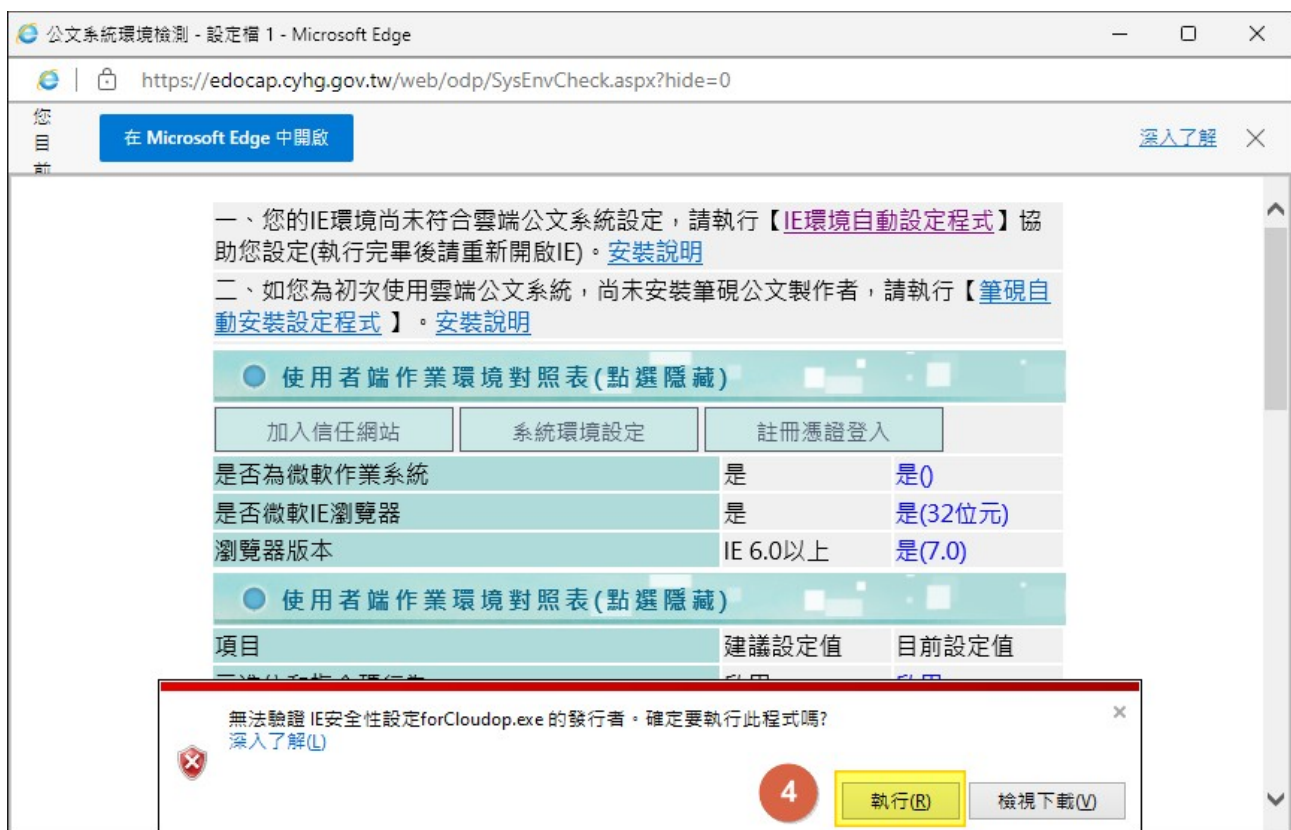 公文系統環境檢測 - 設定檔 1 - Microsoft Edge
https://edocap.cyhg.gov.tw/web/odp/SysEnvCheck.aspx?hide=0
您
目
前
在 Microsoft Edge 中開啟
深入了解
一、您的IE環境尚未符合雲端公文系統設定，請執行【IE環境自動設定程式】協
助您設定(執行完畢後請重新開啟IE)。安裝說明
二、如您為初次使用雲端公文系統，尚未安裝筆硯公文製作者，請執行【筆硯自
動安裝設定程式 】。安裝說明
使用者端作業環境對照表(點選隱藏)
加入信任網站 系統環境設定 註冊憑證登入
是否為微軟作業系統 是 是()
是否微軟IE瀏覽器 是 是(32位元)
瀏覽器版本 IE 6.0以上 是(7.0)
使用者端作業環境對照表(點選隱藏)
項目 建議設定值 目前設定值
無法驗證 IE安全性設定forCloudop.exe 的發行者。確定要執行此程式嗎?
深入了解(L)
4 執行(R) 檢視下載(V)